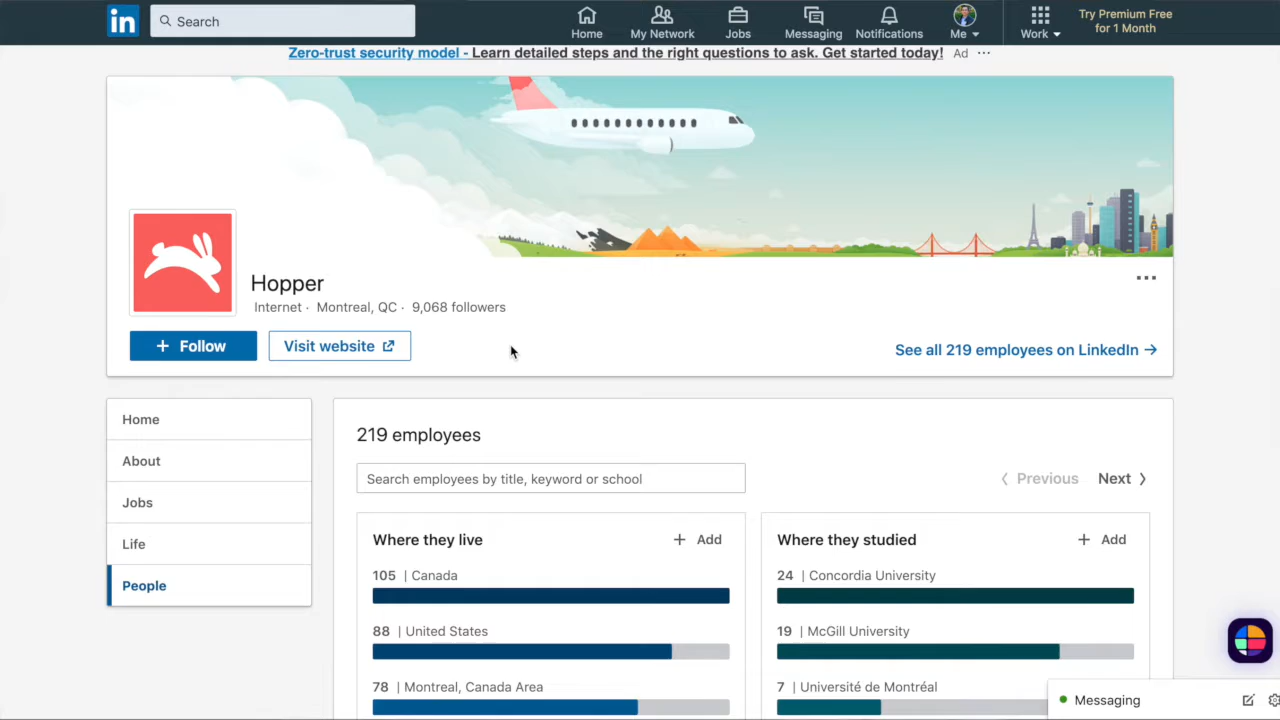 in
Search
Home
My Network
Jobs
Messaging
Notifications
Me
Work
Try Premium Free
for 1 Month
Zero-trust security model - Learn detailed steps and the right questions to ask. Get started today! Ad ...
Hopper
Internet · Montreal, QC · 9,068 followers
+ Follow
Visit website
See all 219 employees on LinkedIn →
Home
About
Jobs
Life
People
219 employees
Search employees by title, keyword or school
Previous
Next
Where they live
+ Add
105 | Canada
88 | United States
78 | Montreal, Canada Area
Where they studied
+ Add
24 | Concordia University
19 | McGill University
7 | Université de Montréal
Messaging